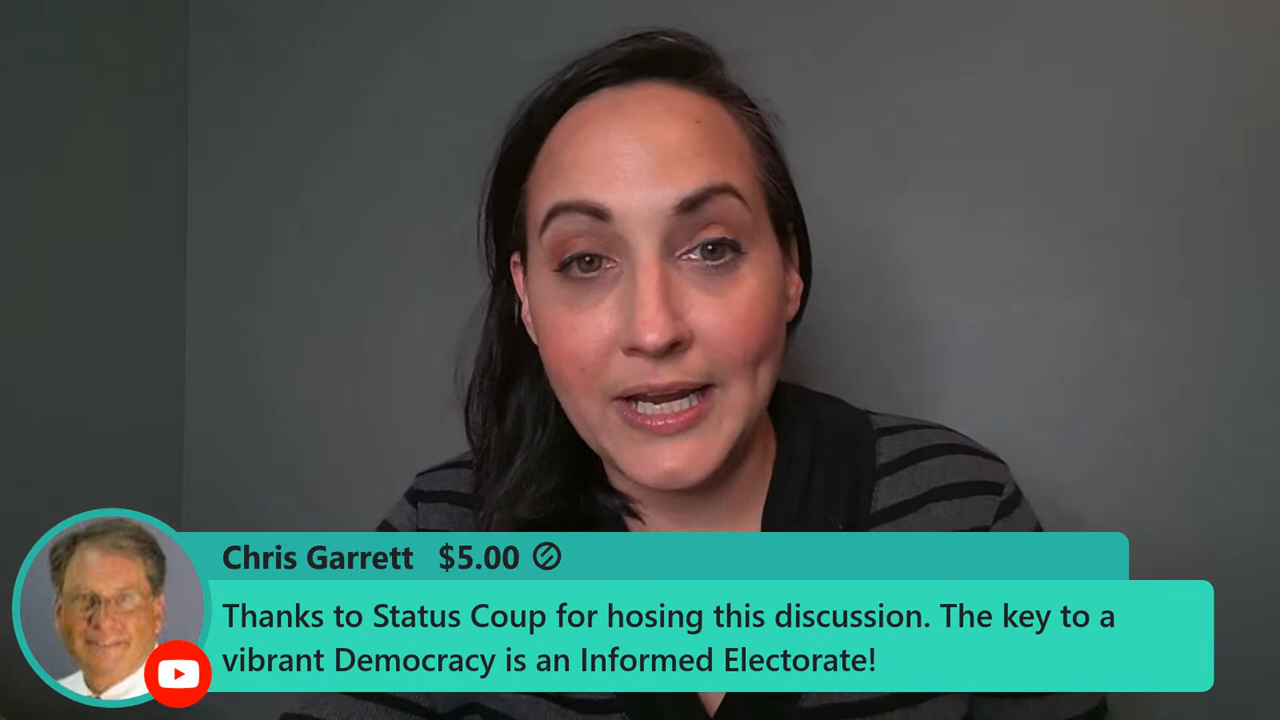 Chris Garrett $5.00
Thanks to Status Coup for hosing this discussion. The key to a
vibrant Democracy is an Informed Electorate!